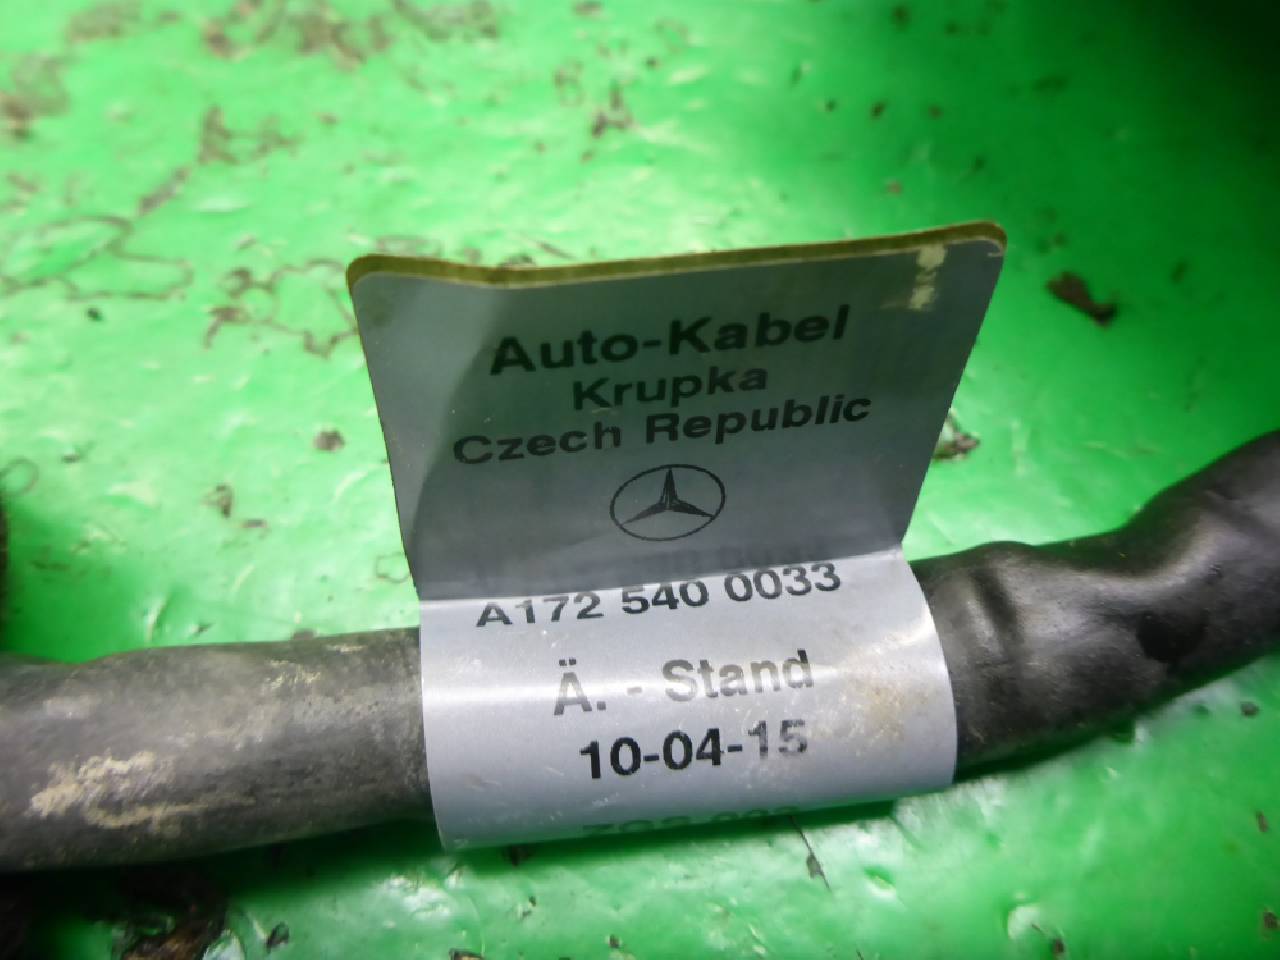 Auto-Kabel
Krupka
Czech Republic
A172 540 0033
Ä. - Stand
10-04-15